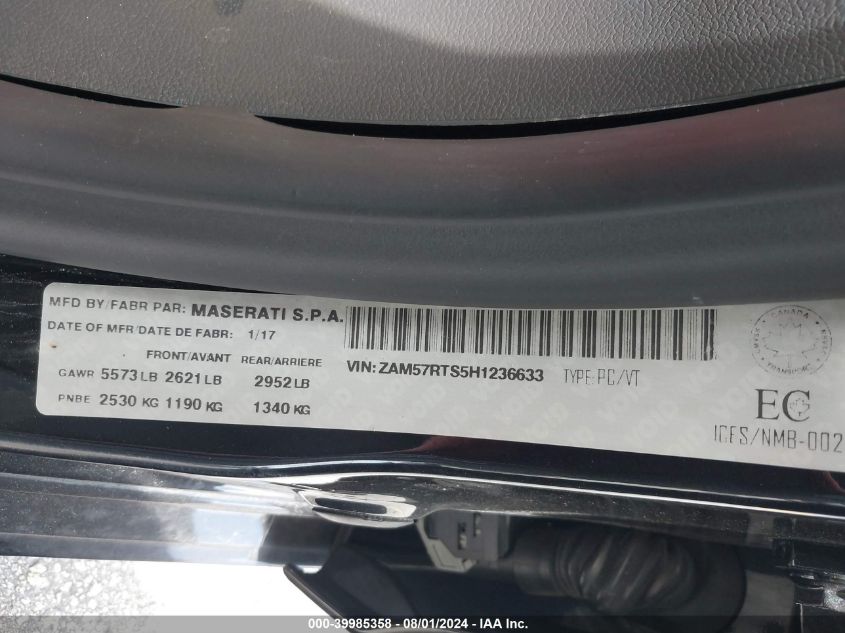 MFD BY/FABR PAR: MASERATI S.P.A.
DATE OF MFR/DATE DE FABR: 1/17
FRONT/AVANT REAR/ARRIERE
GAWR 5573 LB 2621 LB 2952 LB
PNBE 2530 KG 1190 KG 1340 KG
VIN: ZAM57RTS5H1236633 TYPE:PC/VT
CANADA
TRANSPORT
EC
ICES/NMB-002
000-39985358 - 08/01/2024 - IAA Inc.